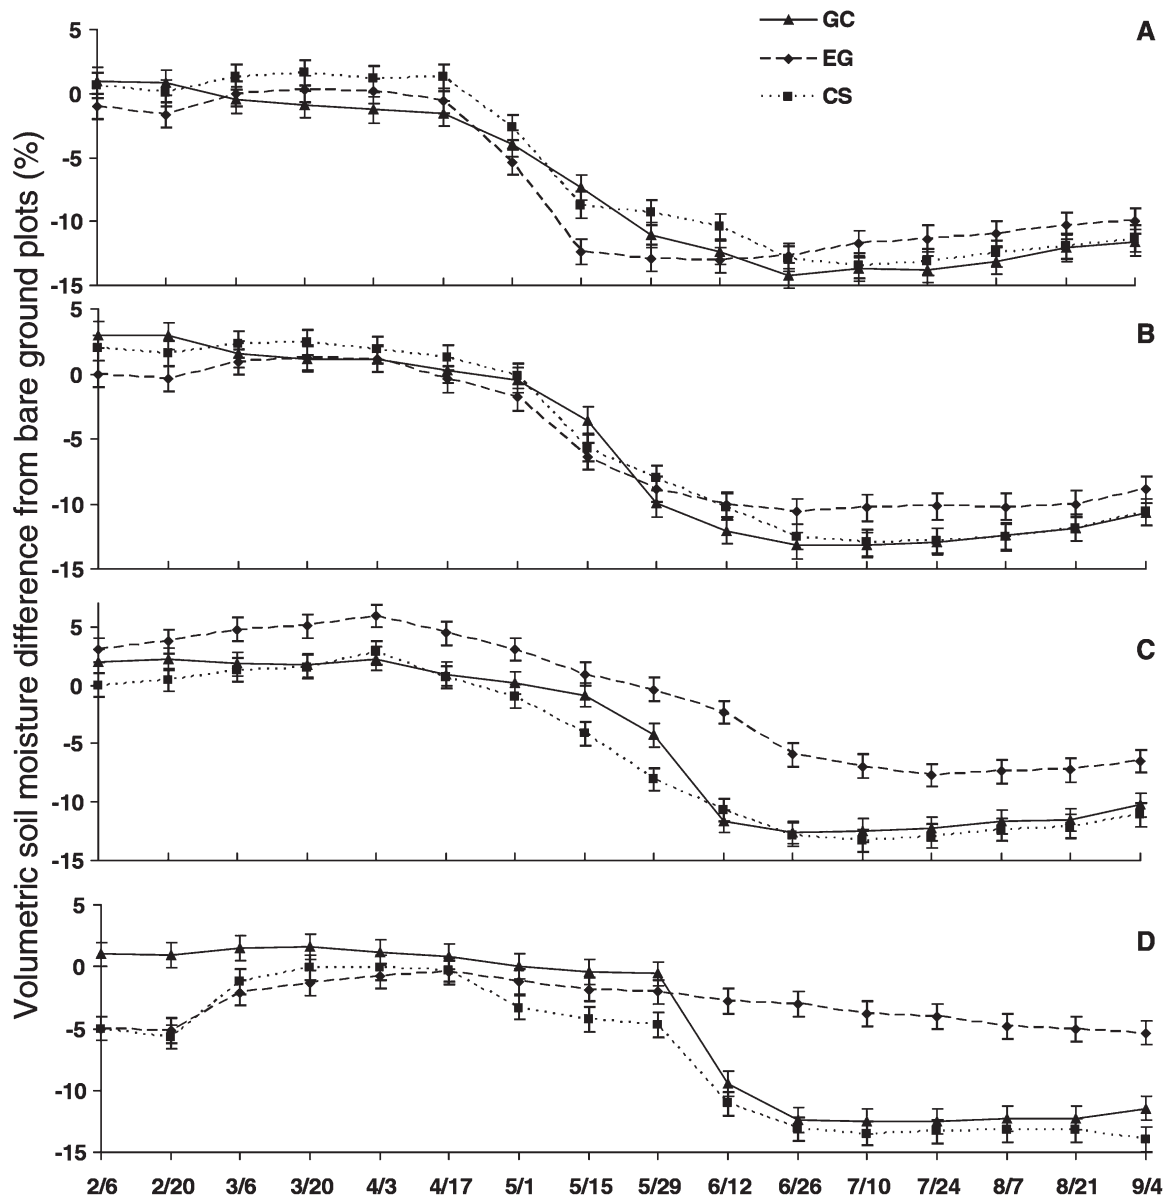 GC
EG
CS
A
5
0
-5
-10
-15
B
5
0
-5
-10
-15
C
5
0
-5
-10
-15
D
5
0
-5
-10
-15
Volumetric soil moisture difference from bare ground plots (%)
2/6 2/20 3/6 3/20 4/3 4/17 5/1 5/15 5/29 6/12 6/26 7/10 7/24 8/7 8/21 9/4